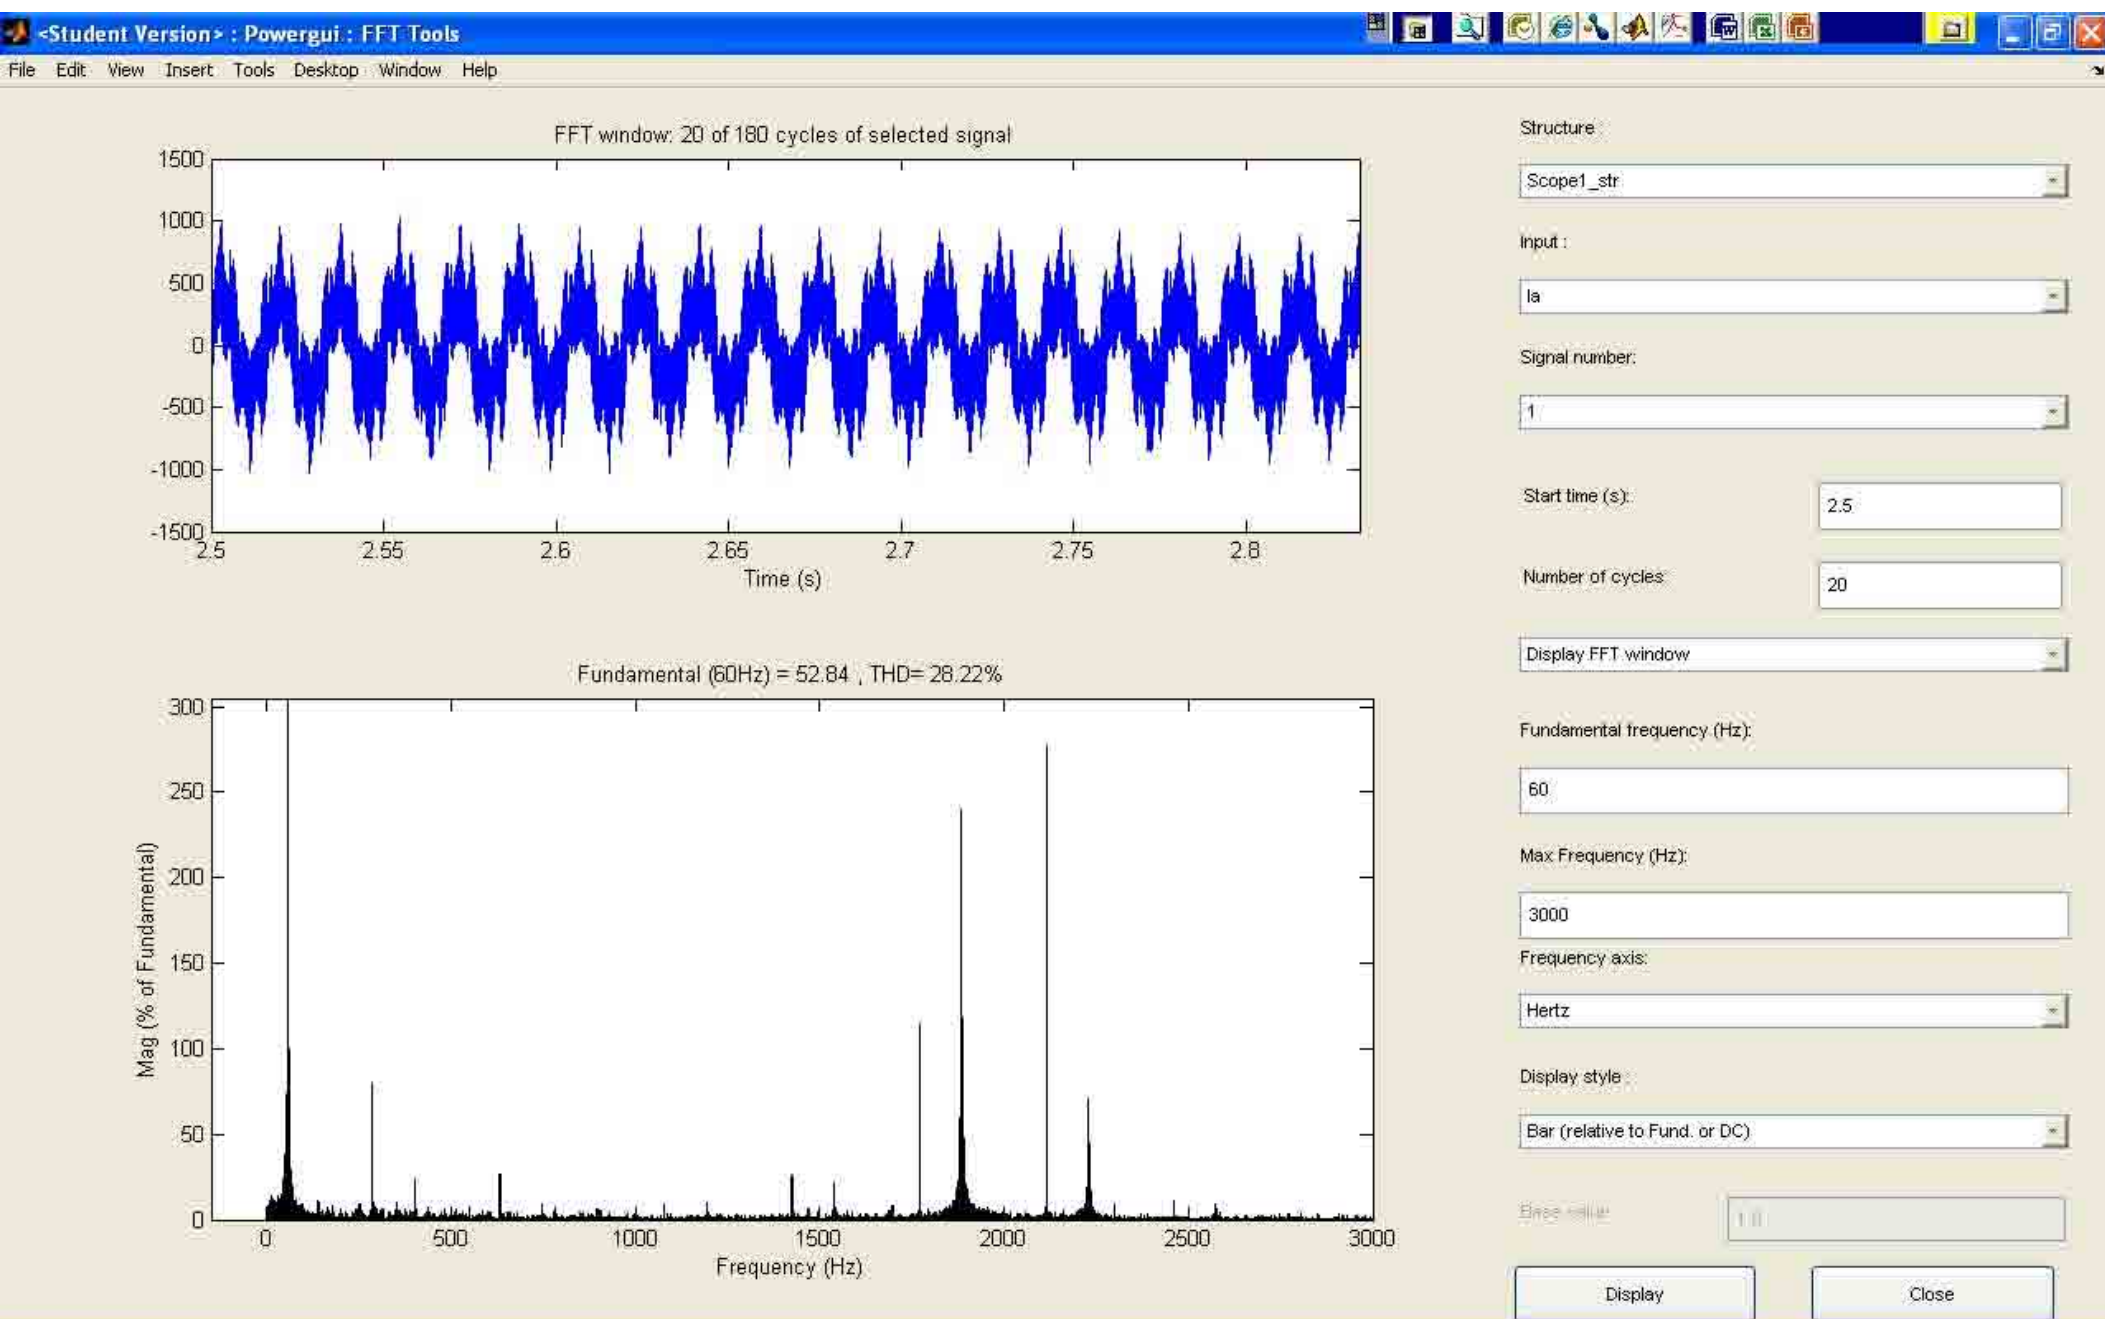 <Student Version> : Powergui : FFT Tools
File Edit View Insert Tools Desktop Window Help
FFT window: 20 of 180 cycles of selected signal
1500
1000
500
0
-500
-1000
-1500
2.5 2.55 2.6 2.65 2.7 2.75 2.8
Time (s)
Fundamental (60Hz) = 52.84 , THD= 28.22%
Mag (% of Fundamental)
300
250
200
150
100
50
0
0 500 1000 1500 2000 2500 3000
Frequency (Hz)
Structure :
Scope1_str
Input :
Ia
Signal number:
1
Start time (s):
2.5
Number of cycles:
20
Display FFT window
Fundamental frequency (Hz):
60
Max Frequency (Hz):
3000
Frequency axis:
Hertz
Display style :
Bar (relative to Fund. or DC)
Base value:
1.0
Display Close